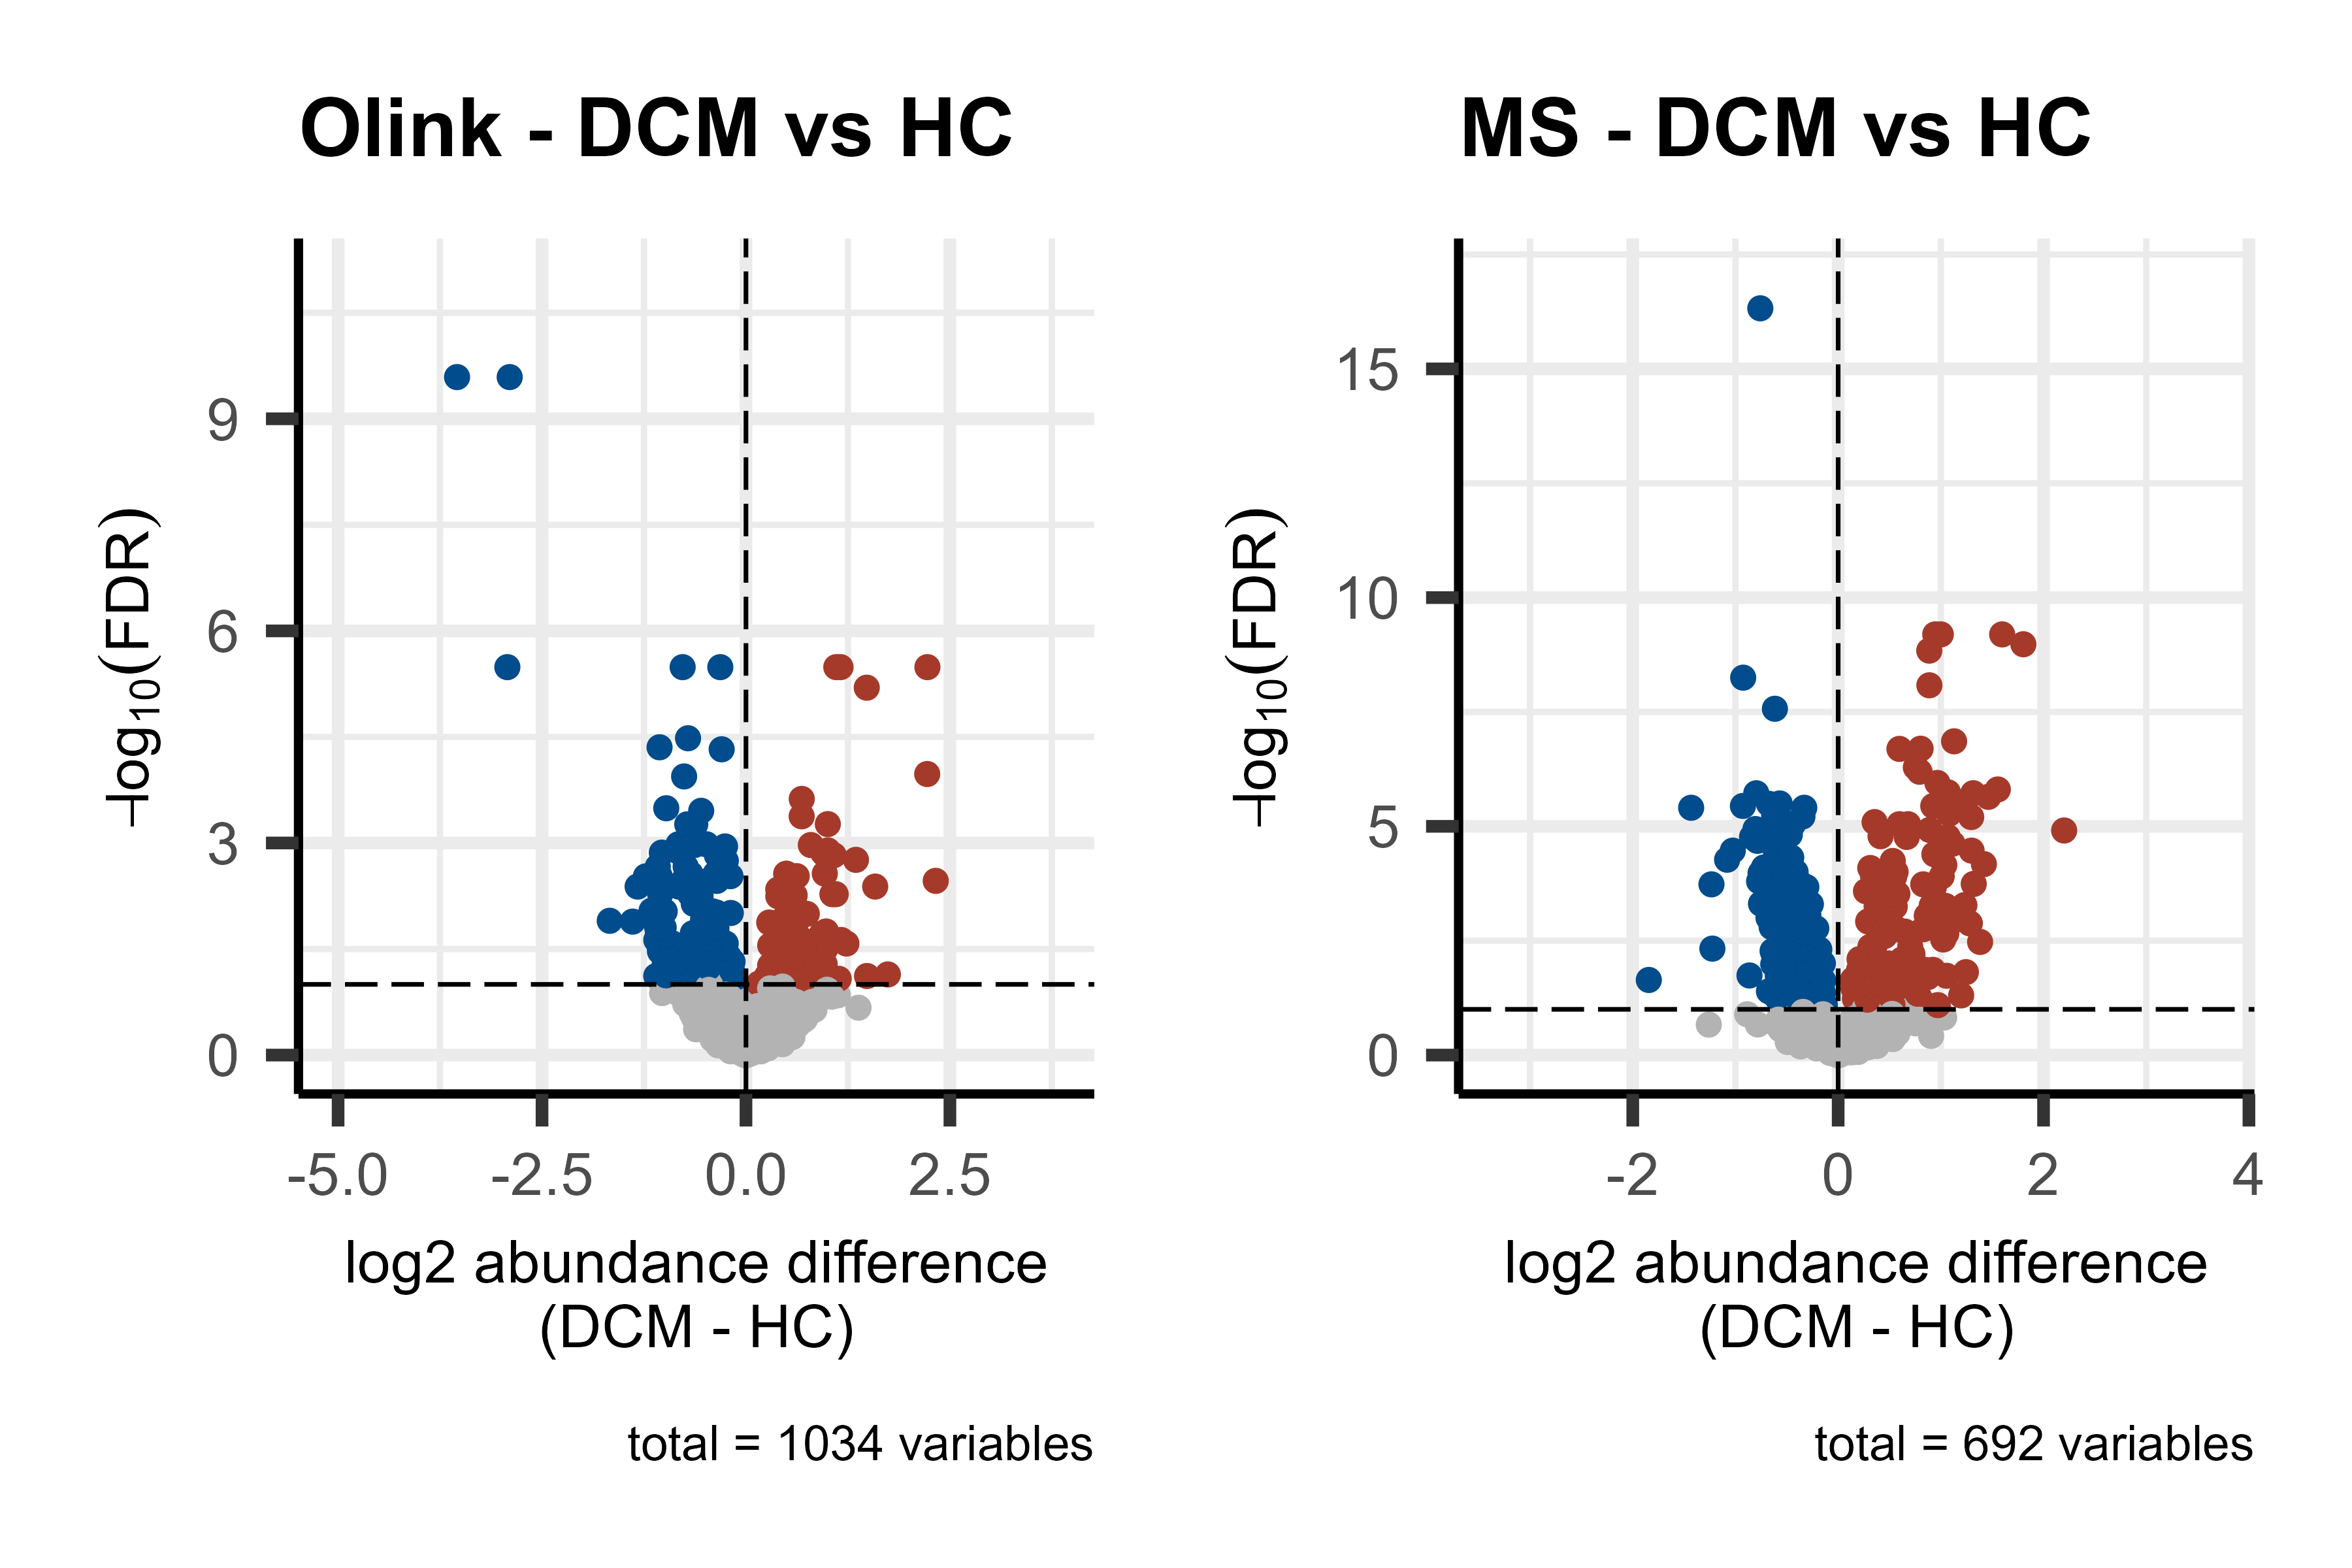 Olink - DCM vs HC
–log10(FDR)
9
6
3
0
-5.0 -2.5 0.0 2.5
log2 abundance difference
(DCM - HC)
total = 1034 variables
MS - DCM vs HC
–log10(FDR)
15
10
5
0
-2 0 2 4
log2 abundance difference
(DCM - HC)
total = 692 variables